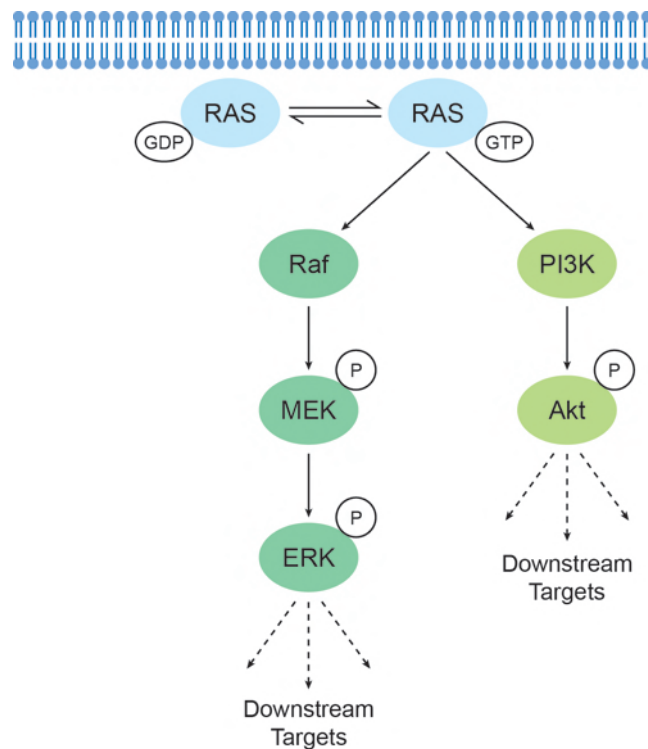 RAS
RAS
GDP
GTP
Raf
PI3K
P
P
MEK
Akt
P
ERK
Downstream
Targets
Downstream
Targets